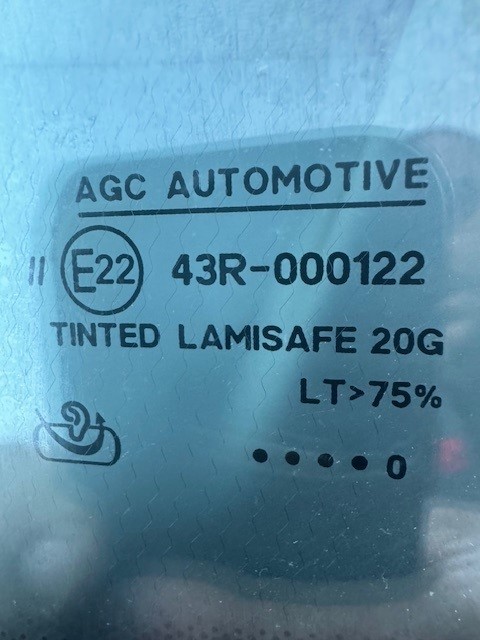 AGC AUTOMOTIVE
II E22 43R-000122
TINTED LAMISAFE 20G
LT>75%
•••• 0